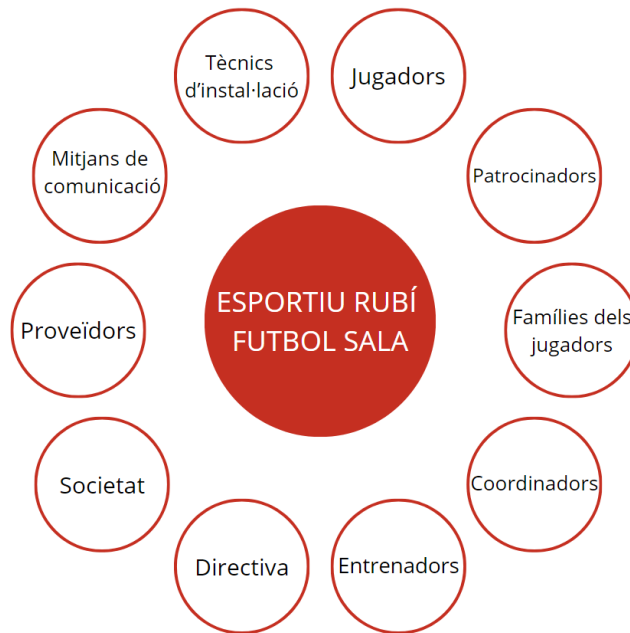 Tècnics
d'instal·lació
Jugadors
Mitjans de
comunicació
Patrocinadors
ESPORTIU RUBÍ
FUTBOL SALA
Proveïdors
Famílies dels
jugadors
Societat
Coordinadors
Directiva
Entrenadors